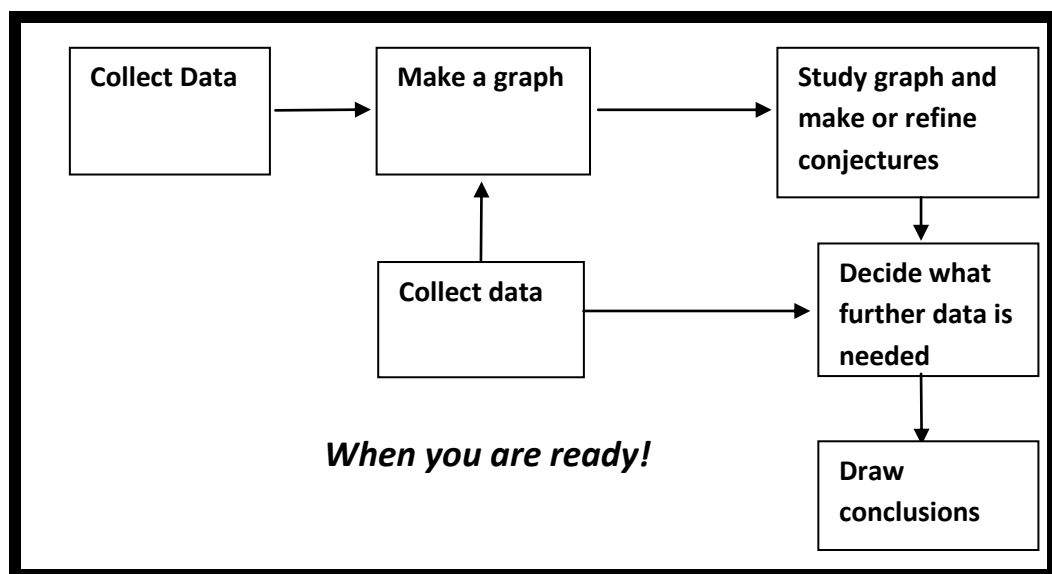 Collect Data
Make a graph
Study graph and
make or refine
conjectures
Collect data
Decide what
further data is
needed
When you are ready!
Draw
conclusions